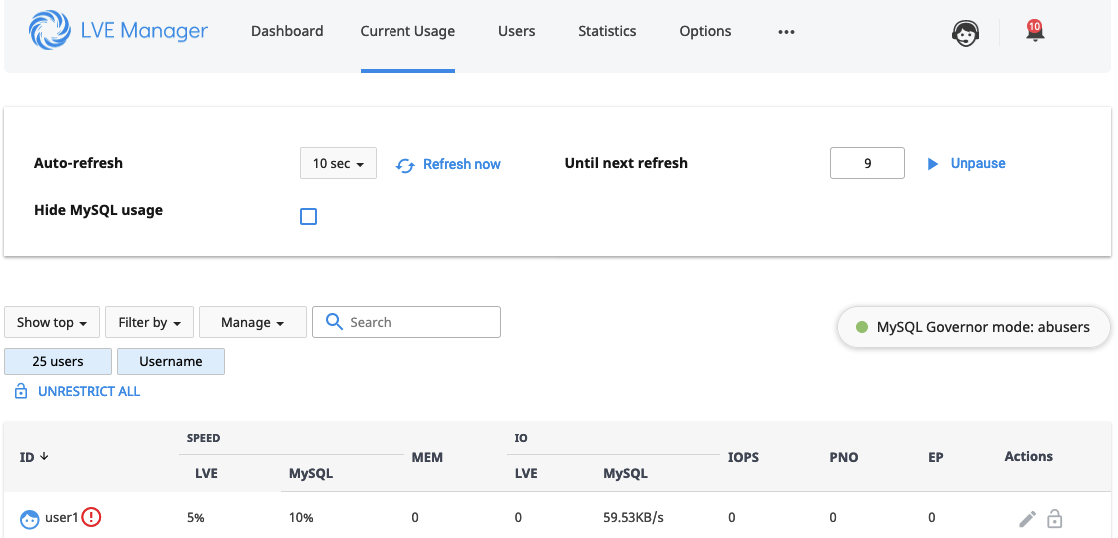 LVE Manager Dashboard Current Usage Users Statistics Options ••• 10
Auto-refresh 10 sec Refresh now Until next refresh 9 Unpause
Hide MySQL usage
Show top Filter by Manage Search MySQL Governor mode: abusers
25 users Username
UNRESTRICT ALL
SPEED IO
ID MEM IOPS PNO EP Actions
LVE MySQL LVE MySQL
user1 5% 10% 0 0 59.53KB/s 0 0 0